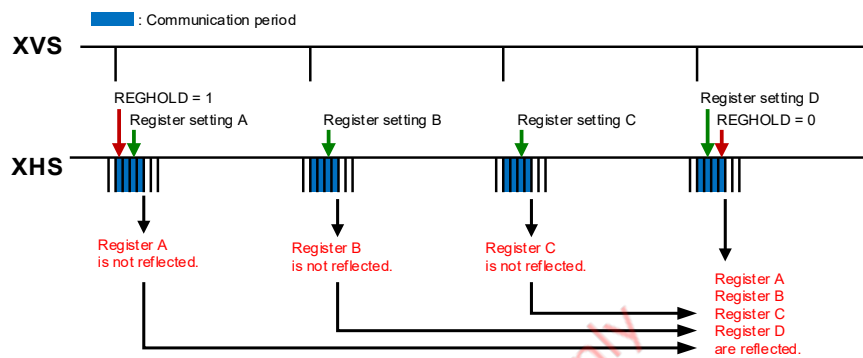 : Communication period
XVS
REGHOLD = 1
Register setting A
Register setting B
Register setting C
Register setting D
REGHOLD = 0
XHS
Register A
is not reflected.
Register B
is not reflected.
Register C
is not reflected.
Register A
Register B
Register C
Register D
are reflected.
only